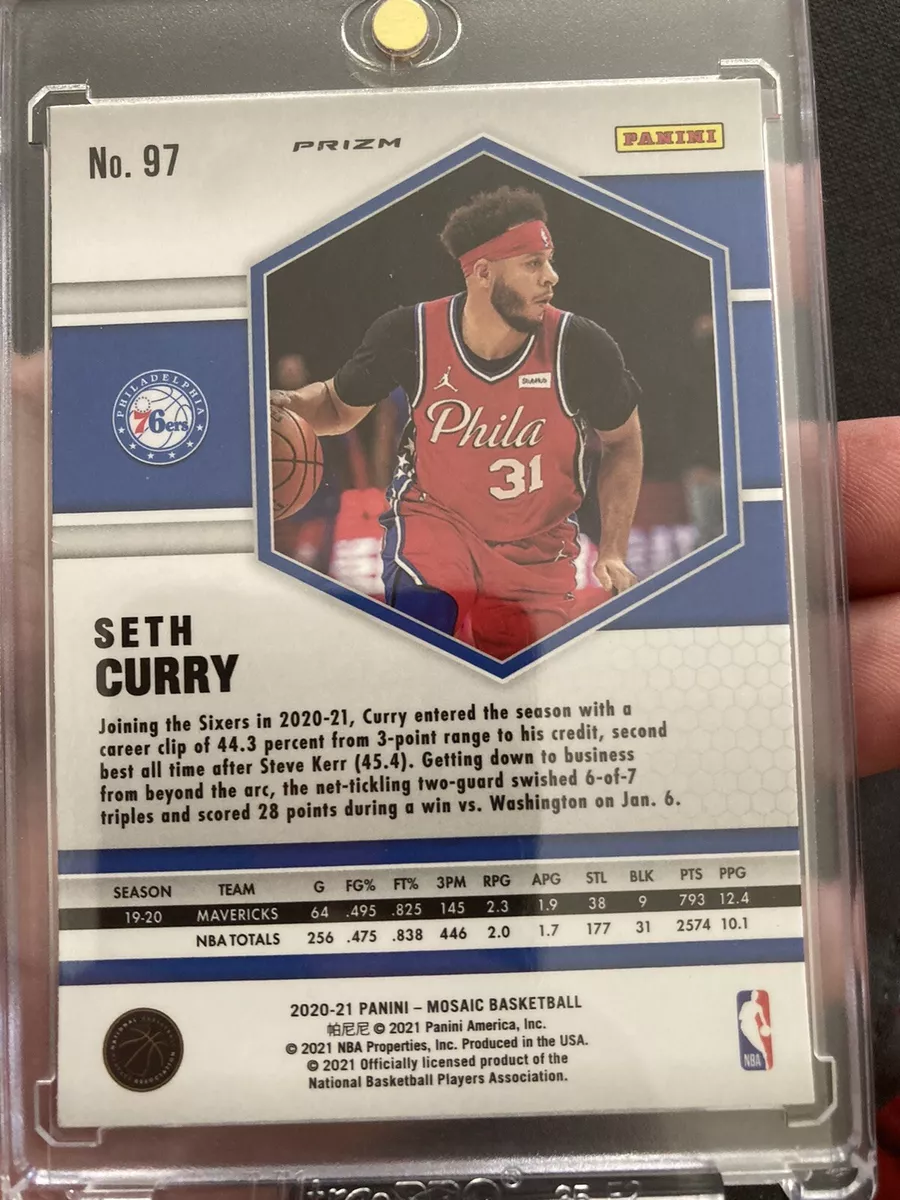 No. 97
PRIZM
PANINI
PHILADELPHIA
76ers
StubHub
Phila
31
SETH
CURRY
Joining the Sixers in 2020-21, Curry entered the season with a
career clip of 44.3 percent from 3-point range to his credit, second
best all time after Steve Kerr (45.4). Getting down to business
from beyond the arc, the net-tickling two-guard swished 6-of-7
triples and scored 28 points during a win vs. Washington on Jan. 6.
SEASON TEAM G FG% FT% 3PM RPG APG STL BLK PTS PPG
19-20 MAVERICKS 64 .495 .825 145 2.3 1.9 38 9 793 12.4
NBA TOTALS 256 .475 .838 446 2.0 1.7 177 31 2574 10.1
2020-21 PANINI – MOSAIC BASKETBALL
帕尼尼 © 2021 Panini America, Inc.
© 2021 NBA Properties, Inc. Produced in the USA.
© 2021 Officially licensed product of the
National Basketball Players Association.
NBA